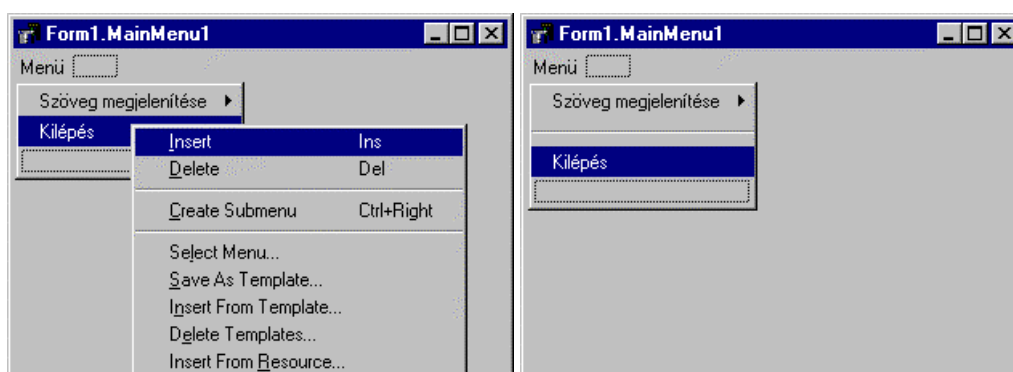 Form1.MainMenu1
Menü
Szöveg megjelenítése
Kilépés
Insert Ins
Delete Del
Create Submenu Ctrl+Right
Select Menu...
Save As Template...
Insert From Template...
Delete Templates...
Insert From Resource...
Form1.MainMenu1
Menü
Szöveg megjelenítése
Kilépés